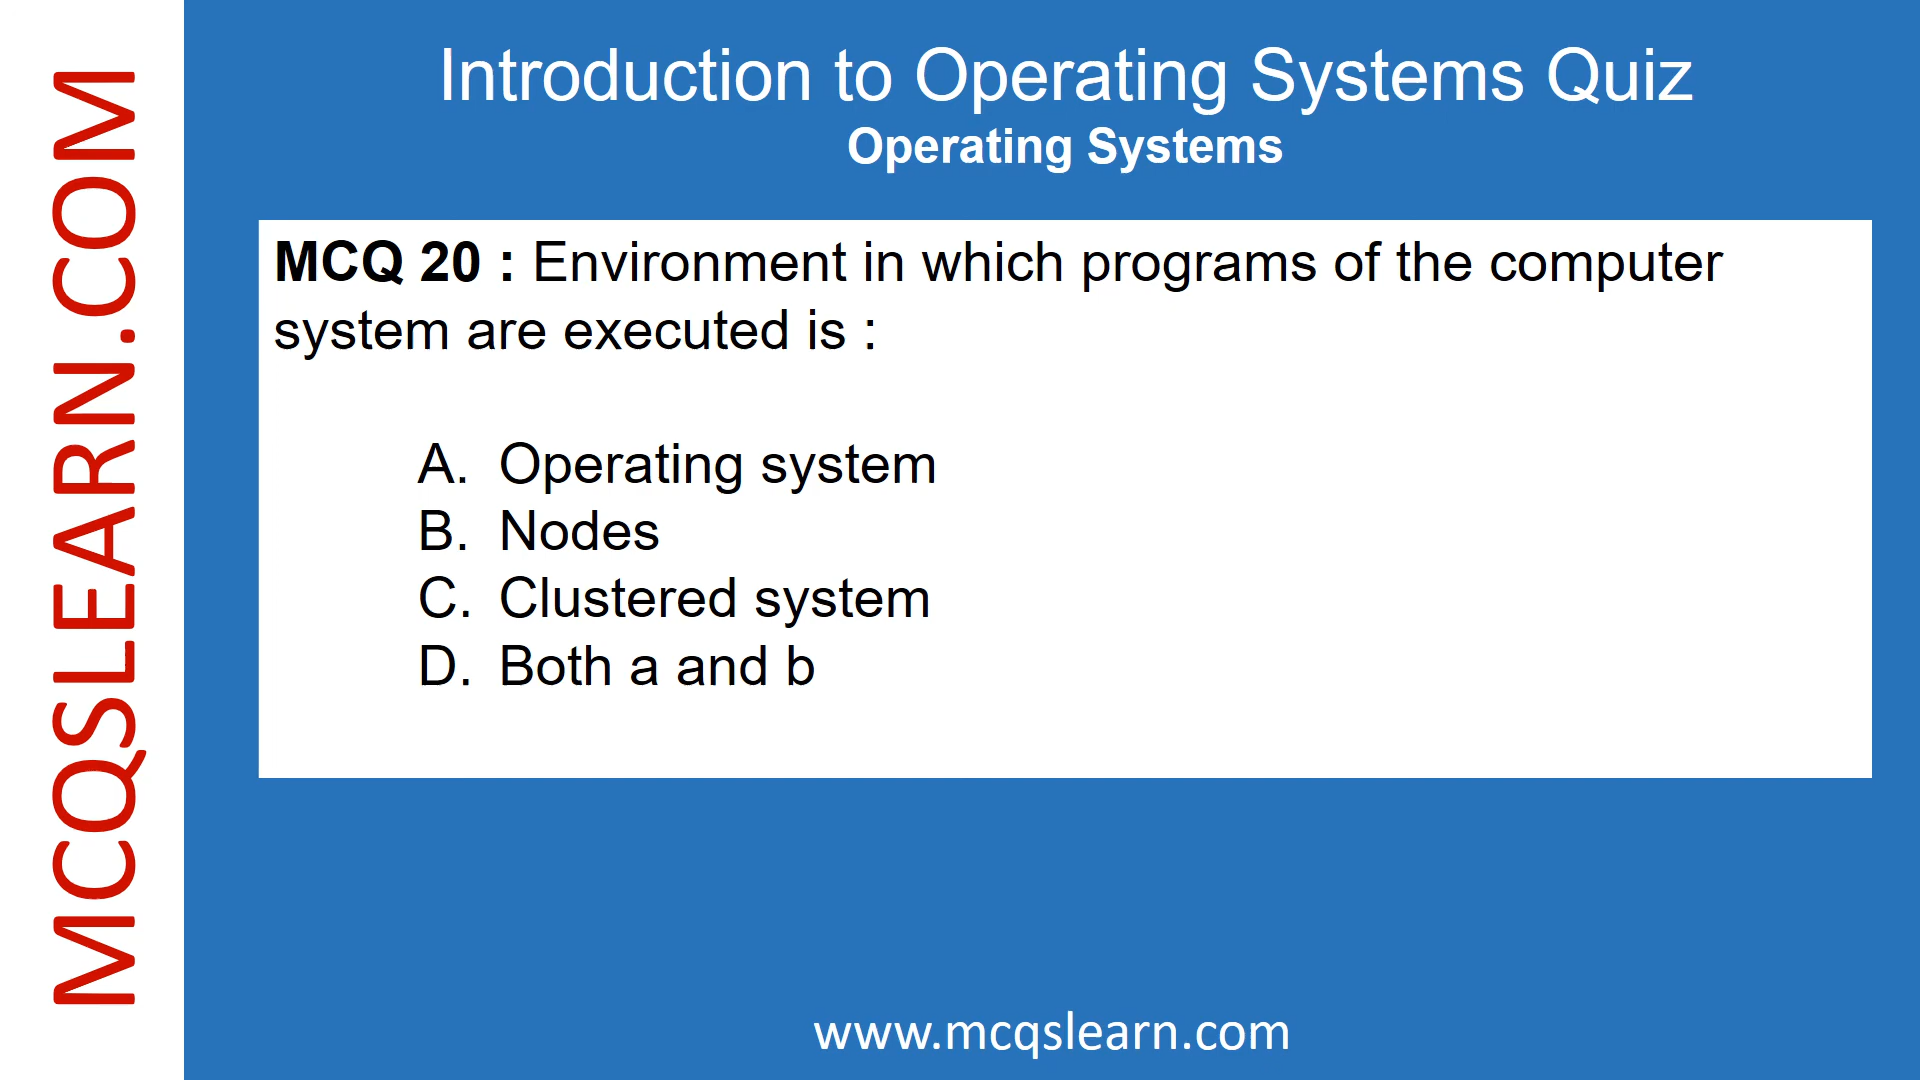 MCQSLEARN.COM
Introduction to Operating Systems Quiz
Operating Systems
MCQ 20 : Environment in which programs of the computer
system are executed is :
A. Operating system
B. Nodes
C. Clustered system
D. Both a and b
www.mcqslearn.com